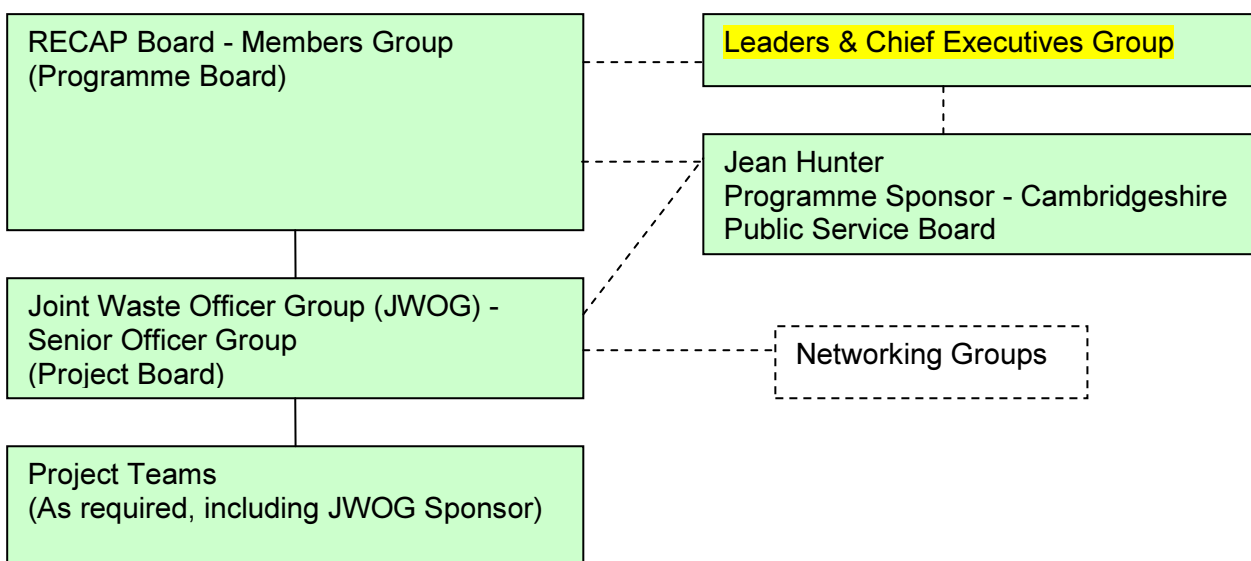 RECAP Board - Members Group
(Programme Board)
Leaders & Chief Executives Group
Jean Hunter
Programme Sponsor - Cambridgeshire
Public Service Board
Joint Waste Officer Group (JWOG) -
Senior Officer Group
(Project Board)
Networking Groups
Project Teams
(As required, including JWOG Sponsor)